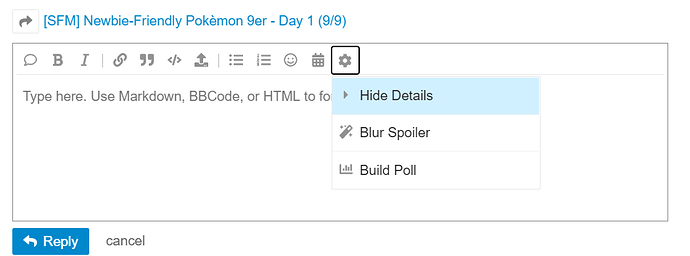 [SFM] Newbie-Friendly Pokèmon 9er - Day 1 (9/9)
B I
Type here. Use Markdown, BBCode, or HTML to fo
Hide Details
Blur Spoiler
Build Poll
Reply cancel